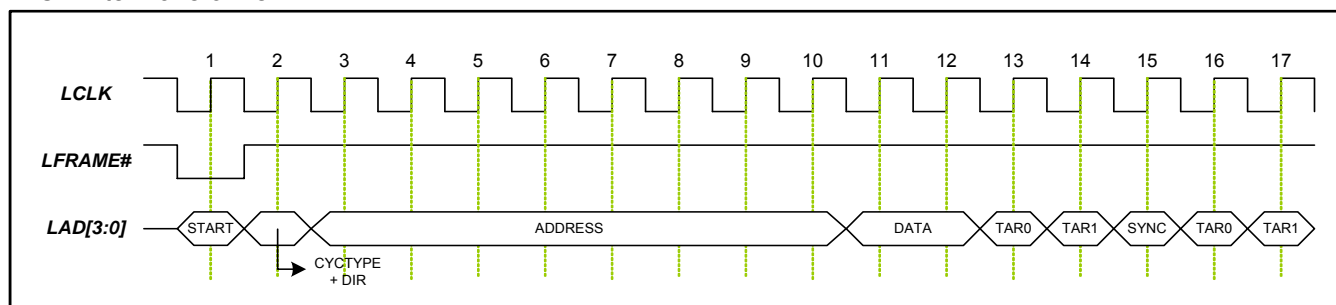 1 2 3 4 5 6 7 8 9 10 11 12 13 14 15 16 17
LCLK
LFRAME#
LAD[3:0] START ADDRESS DATA TAR0 TAR1 SYNC TAR0 TAR1
CYCTYPE
+ DIR